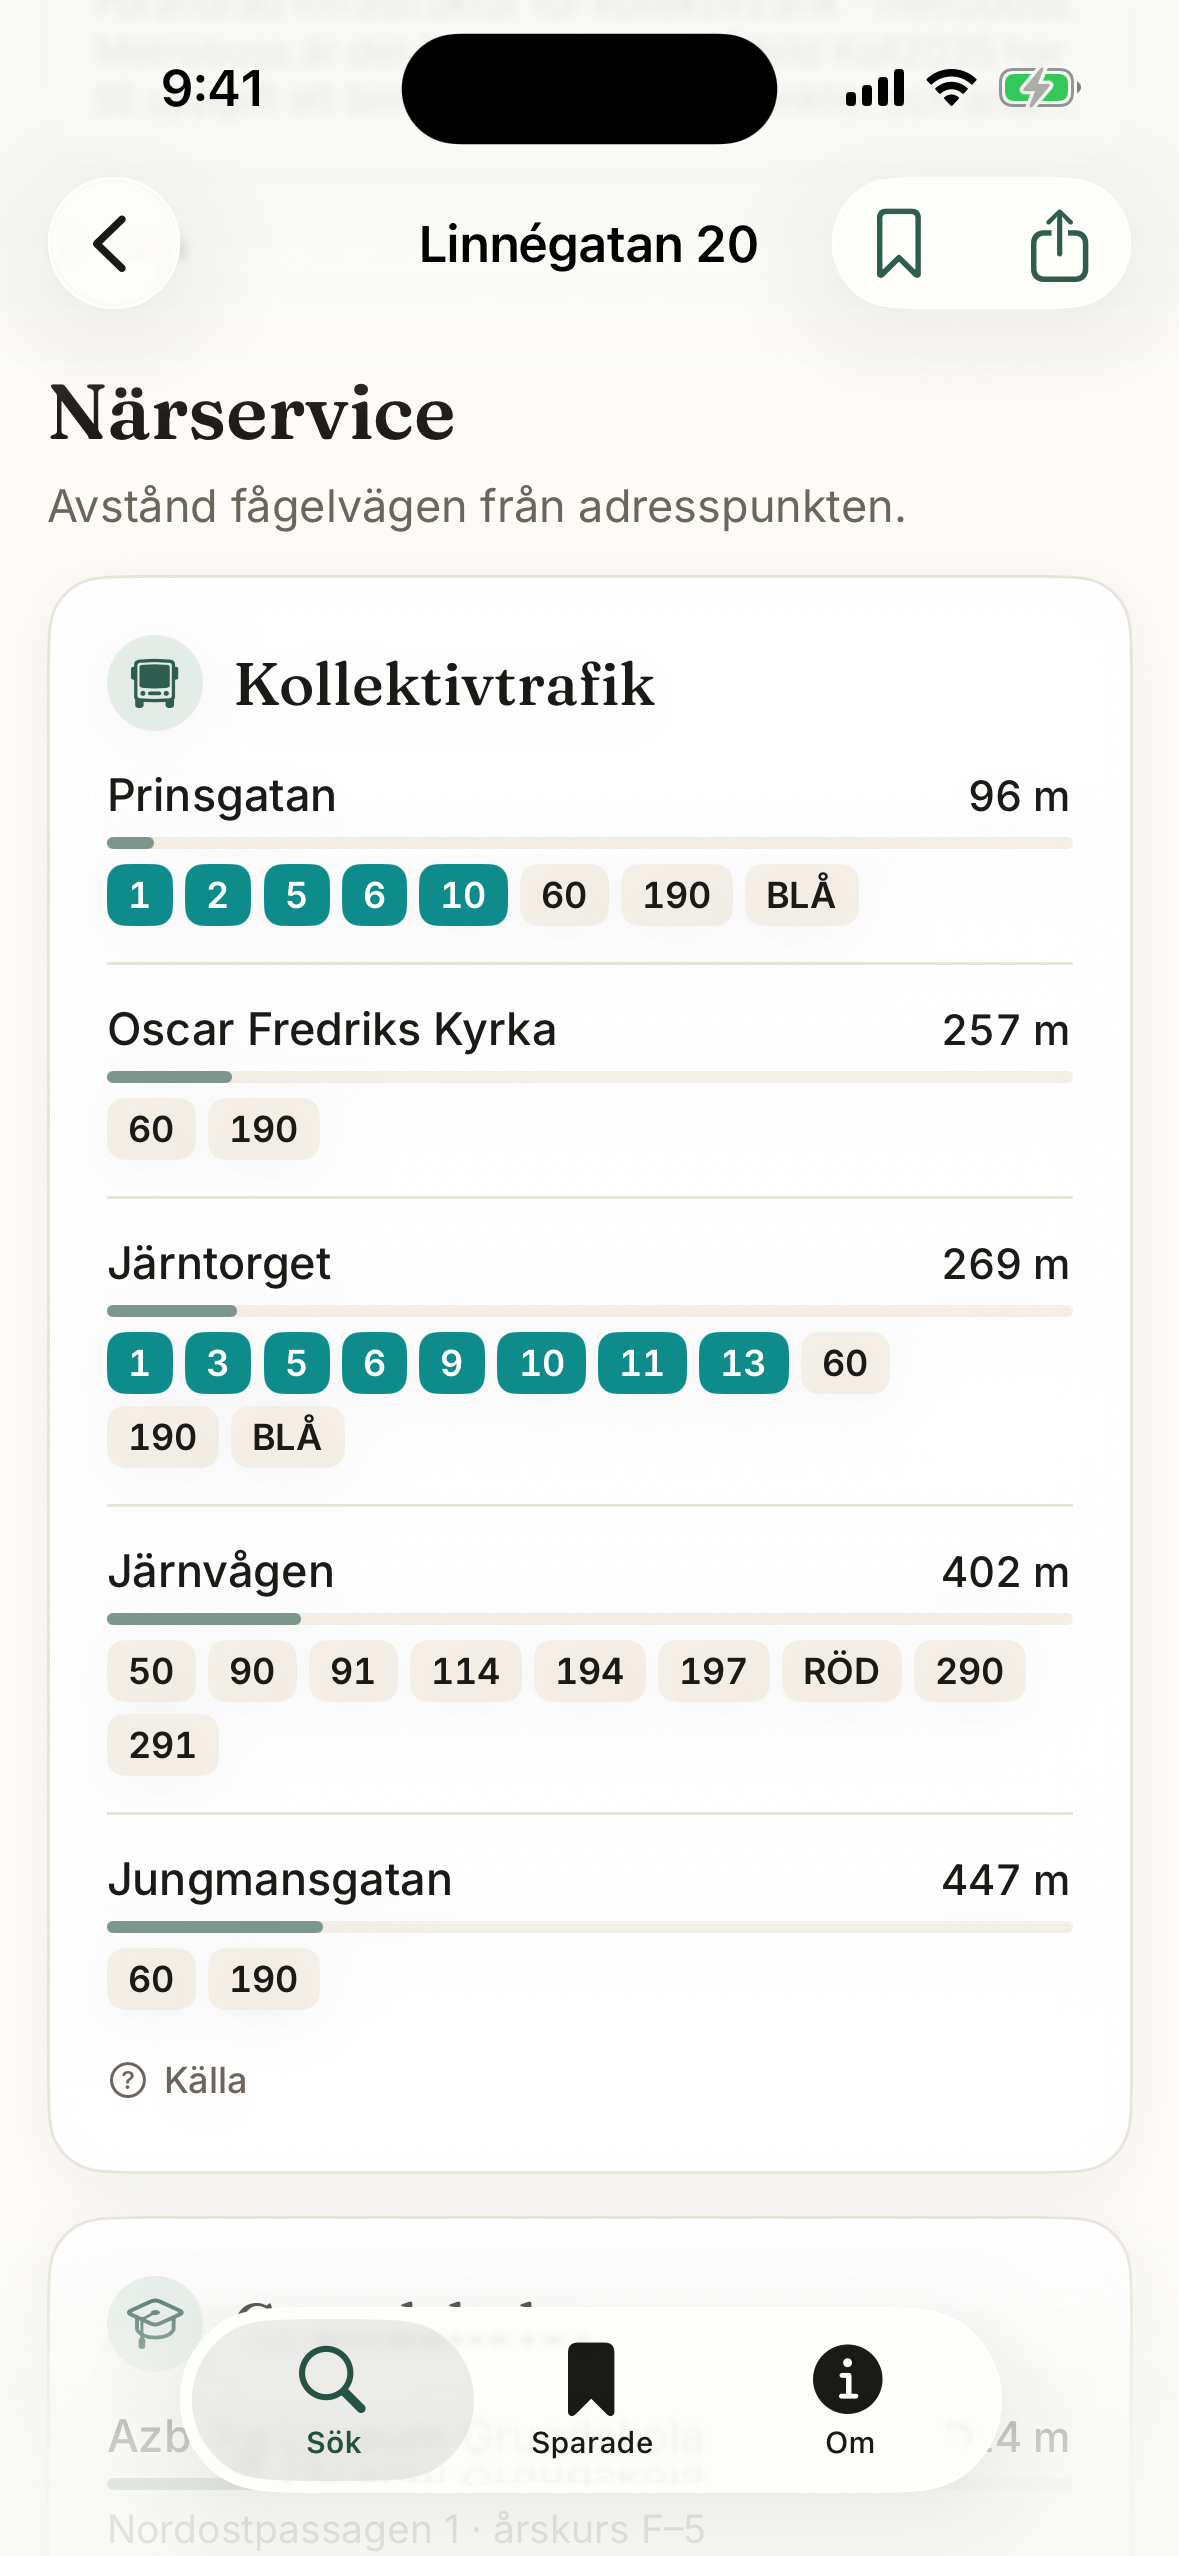 9:41
Linnégatan 20
Närservice
Avstånd fågelvägen från adresspunkten.
Kollektivtrafik
Prinsgatan 96 m
1 2 5 6 10 60 190 BLÅ
Oscar Fredriks Kyrka 257 m
60 190
Järntorget 269 m
1 3 5 6 9 10 11 13 60
190 BLÅ
Järnvågen 402 m
50 90 91 114 194 197 RÖD 290
291
Jungmansgatan 447 m
60 190
Källa
Sök Sparade Om
Nordostpassagen 1 · årskurs F–5